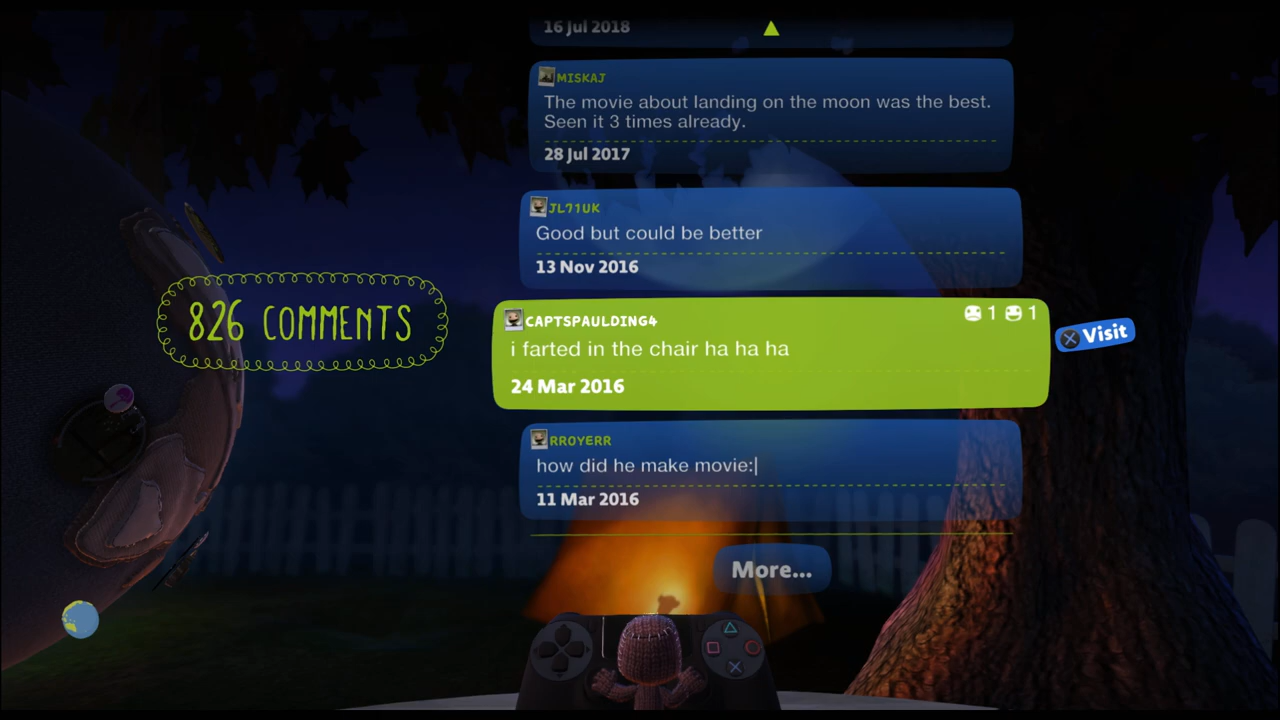 16 Jul 2018
MISKAJ
The movie about landing on the moon was the best.
Seen it 3 times already.
28 Jul 2017
JL71UK
Good but could be better
13 Nov 2016
826 COMMENTS
CAPTSPAULDING4
1 1
i farted in the chair ha ha ha
24 Mar 2016
Visit
RROYERR
how did he make movie:|
11 Mar 2016
More...